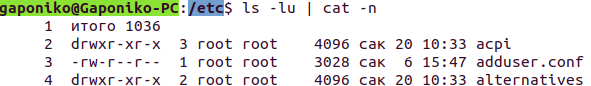 gaponiko@Gaponiko-PC:/etc$ ls -lu | cat -n
     1  итого 1036
     2  drwxr-xr-x  3 root root    4096 сак 20 10:33 acpi
     3  -rw-r--r--  1 root root    3028 сак  6 15:47 adduser.conf
     4  drwxr-xr-x  2 root root    4096 сак 20 10:33 alternatives